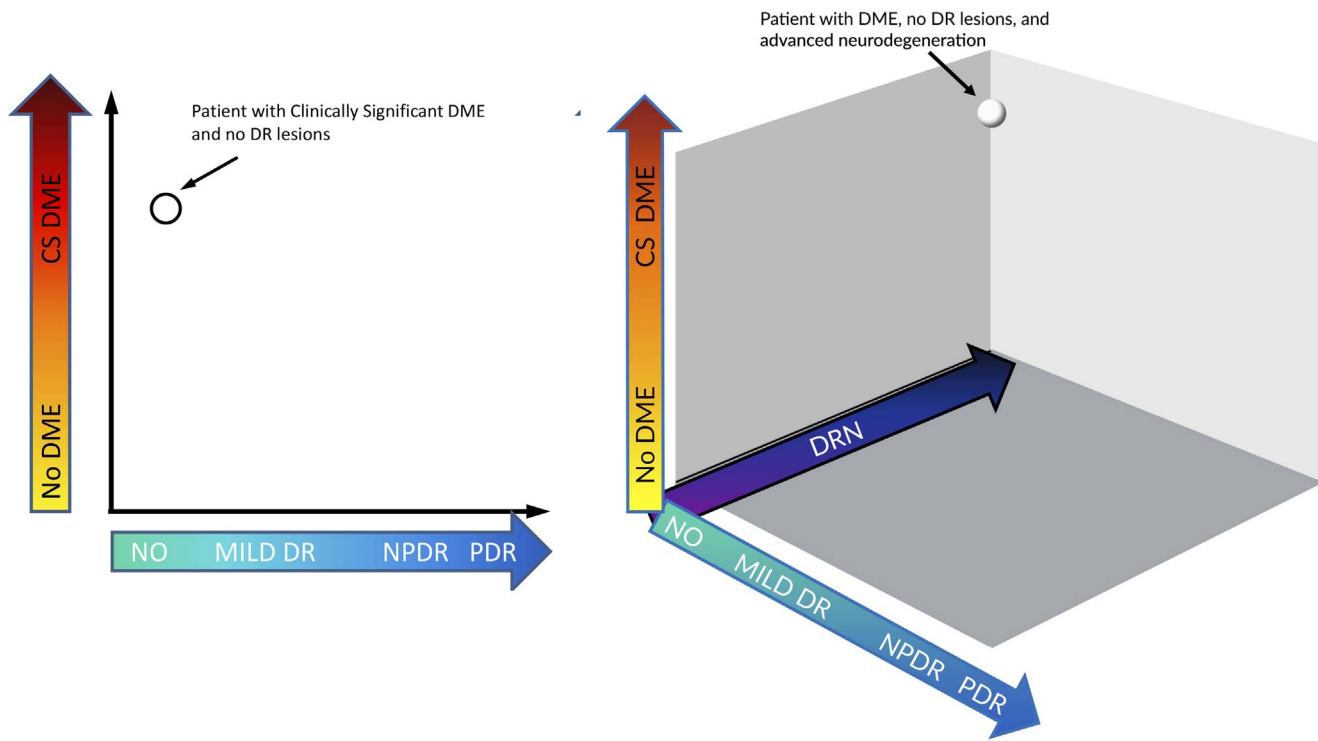 Patient with Clinically Significant DME
and no DR lesions
CS DME
No DME
NO MILD DR NPDR PDR
Patient with DME, no DR lesions, and
advanced neurodegeneration
CS DME
No DME
DRN
NO MILD DR NPDR PDR